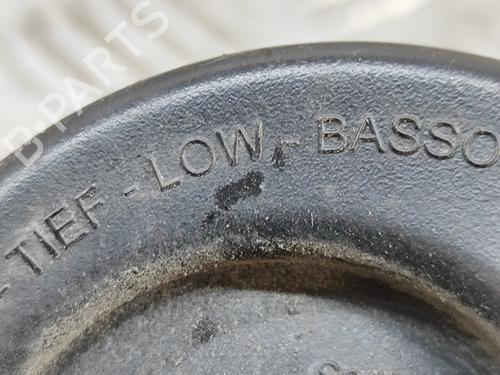 - TIEF - LOW - BASSO
B-PARTS